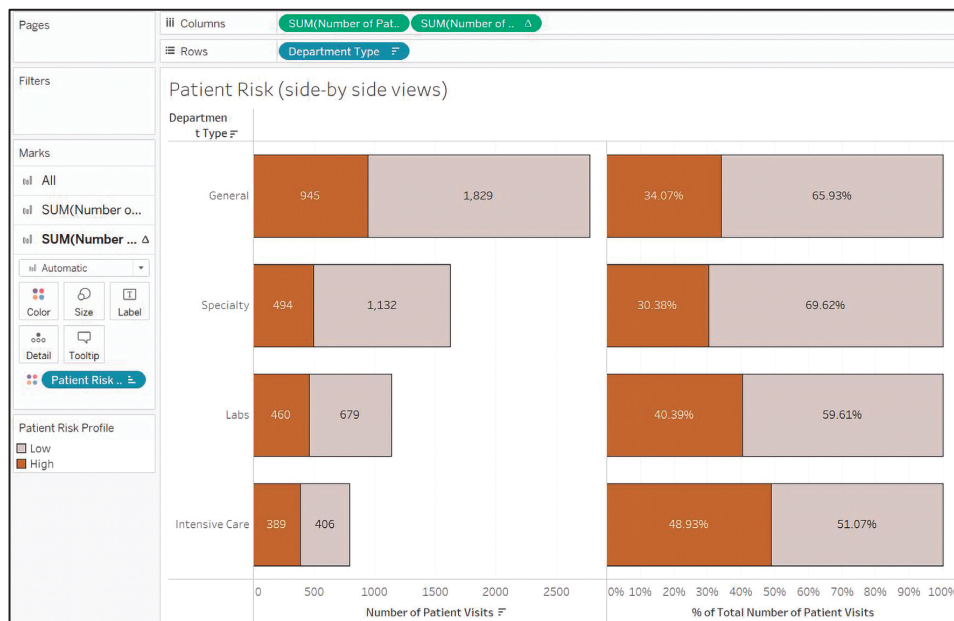 Pages
Columns
SUM(Number of Pat..
SUM(Number of .. Δ
Rows
Department Type
Filters
Patient Risk (side-by side views)
Marks
All
SUM(Number o...
SUM(Number ... Δ
Automatic
Color
Size
Label
Detail
Tooltip
Patient Risk ..
Patient Risk Profile
Low
High
Departmen
t Type
General
945
1,829
34.07%
65.93%
Specialty
494
1,132
30.38%
69.62%
Labs
460
679
40.39%
59.61%
Intensive Care
389
406
48.93%
51.07%
0 500 1000 1500 2000 2500
0% 10% 20% 30% 40% 50% 60% 70% 80% 90% 100%
Number of Patient Visits
% of Total Number of Patient Visits